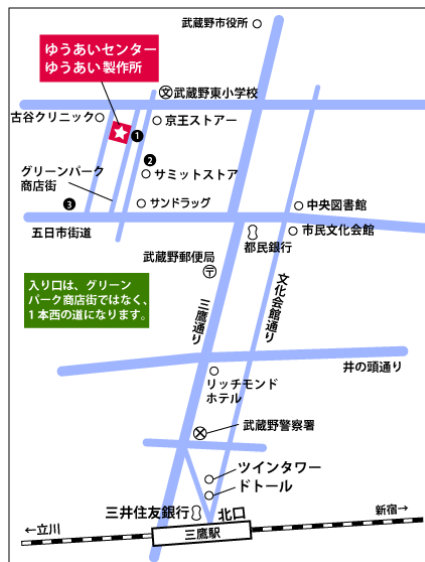 武蔵野市役所
ゆうあいセンター
ゆうあい製作所
武蔵野東小学校
古谷クリニック
京王ストアー
1
2
サミットストア
グリーンパーク
商店街
3
サンドラッグ
中央図書館
五日市街道
市民文化会館
都民銀行
武蔵野郵便局
入り口は、グリーン
パーク商店街ではなく、
1本西の道になります。
三鷹通り
文化会館通り
井の頭通り
リッチモンド
ホテル
武蔵野警察署
ツインタワー
ドトール
三井住友銀行
北口
←立川
三鷹駅
新宿→